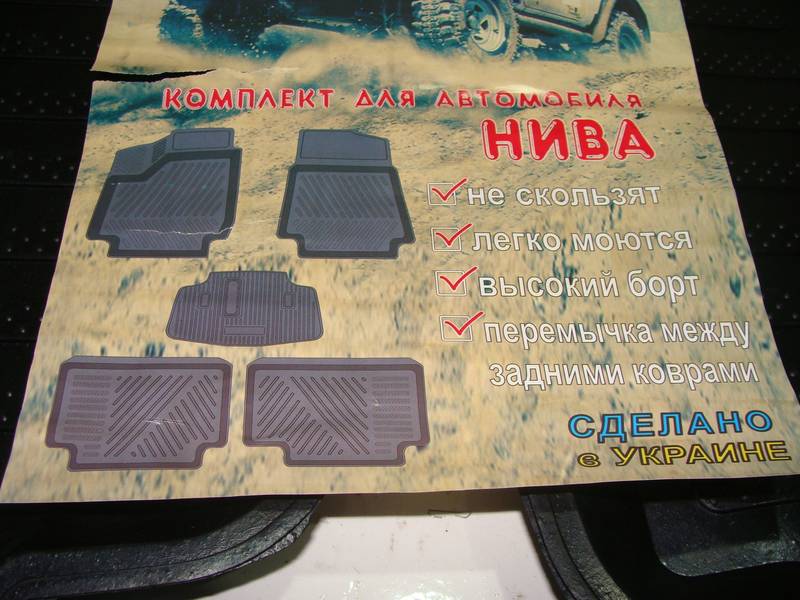 КОМПЛЕКТ ДЛЯ АВТОМОБИЛЯ
НИВА
не скользят
легко моются
высокий борт
перемычка между
задними коврами
СДЕЛАНО
в УКРАИНЕ